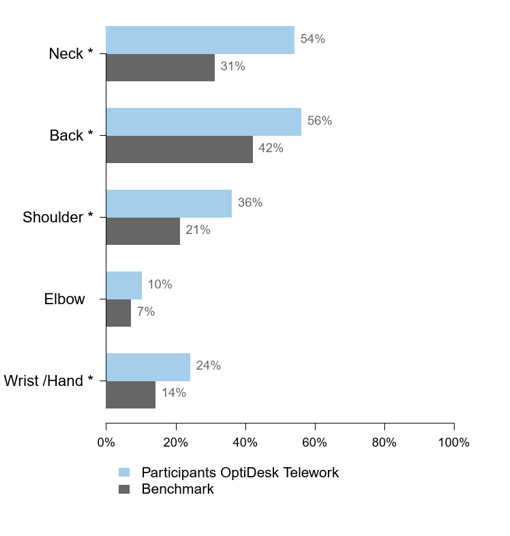 Neck *
54%
31%
Back *
56%
42%
Shoulder *
36%
21%
Elbow
10%
7%
Wrist /Hand *
24%
14%
0% 20% 40% 60% 80% 100%
Participants OptiDesk Telework
Benchmark